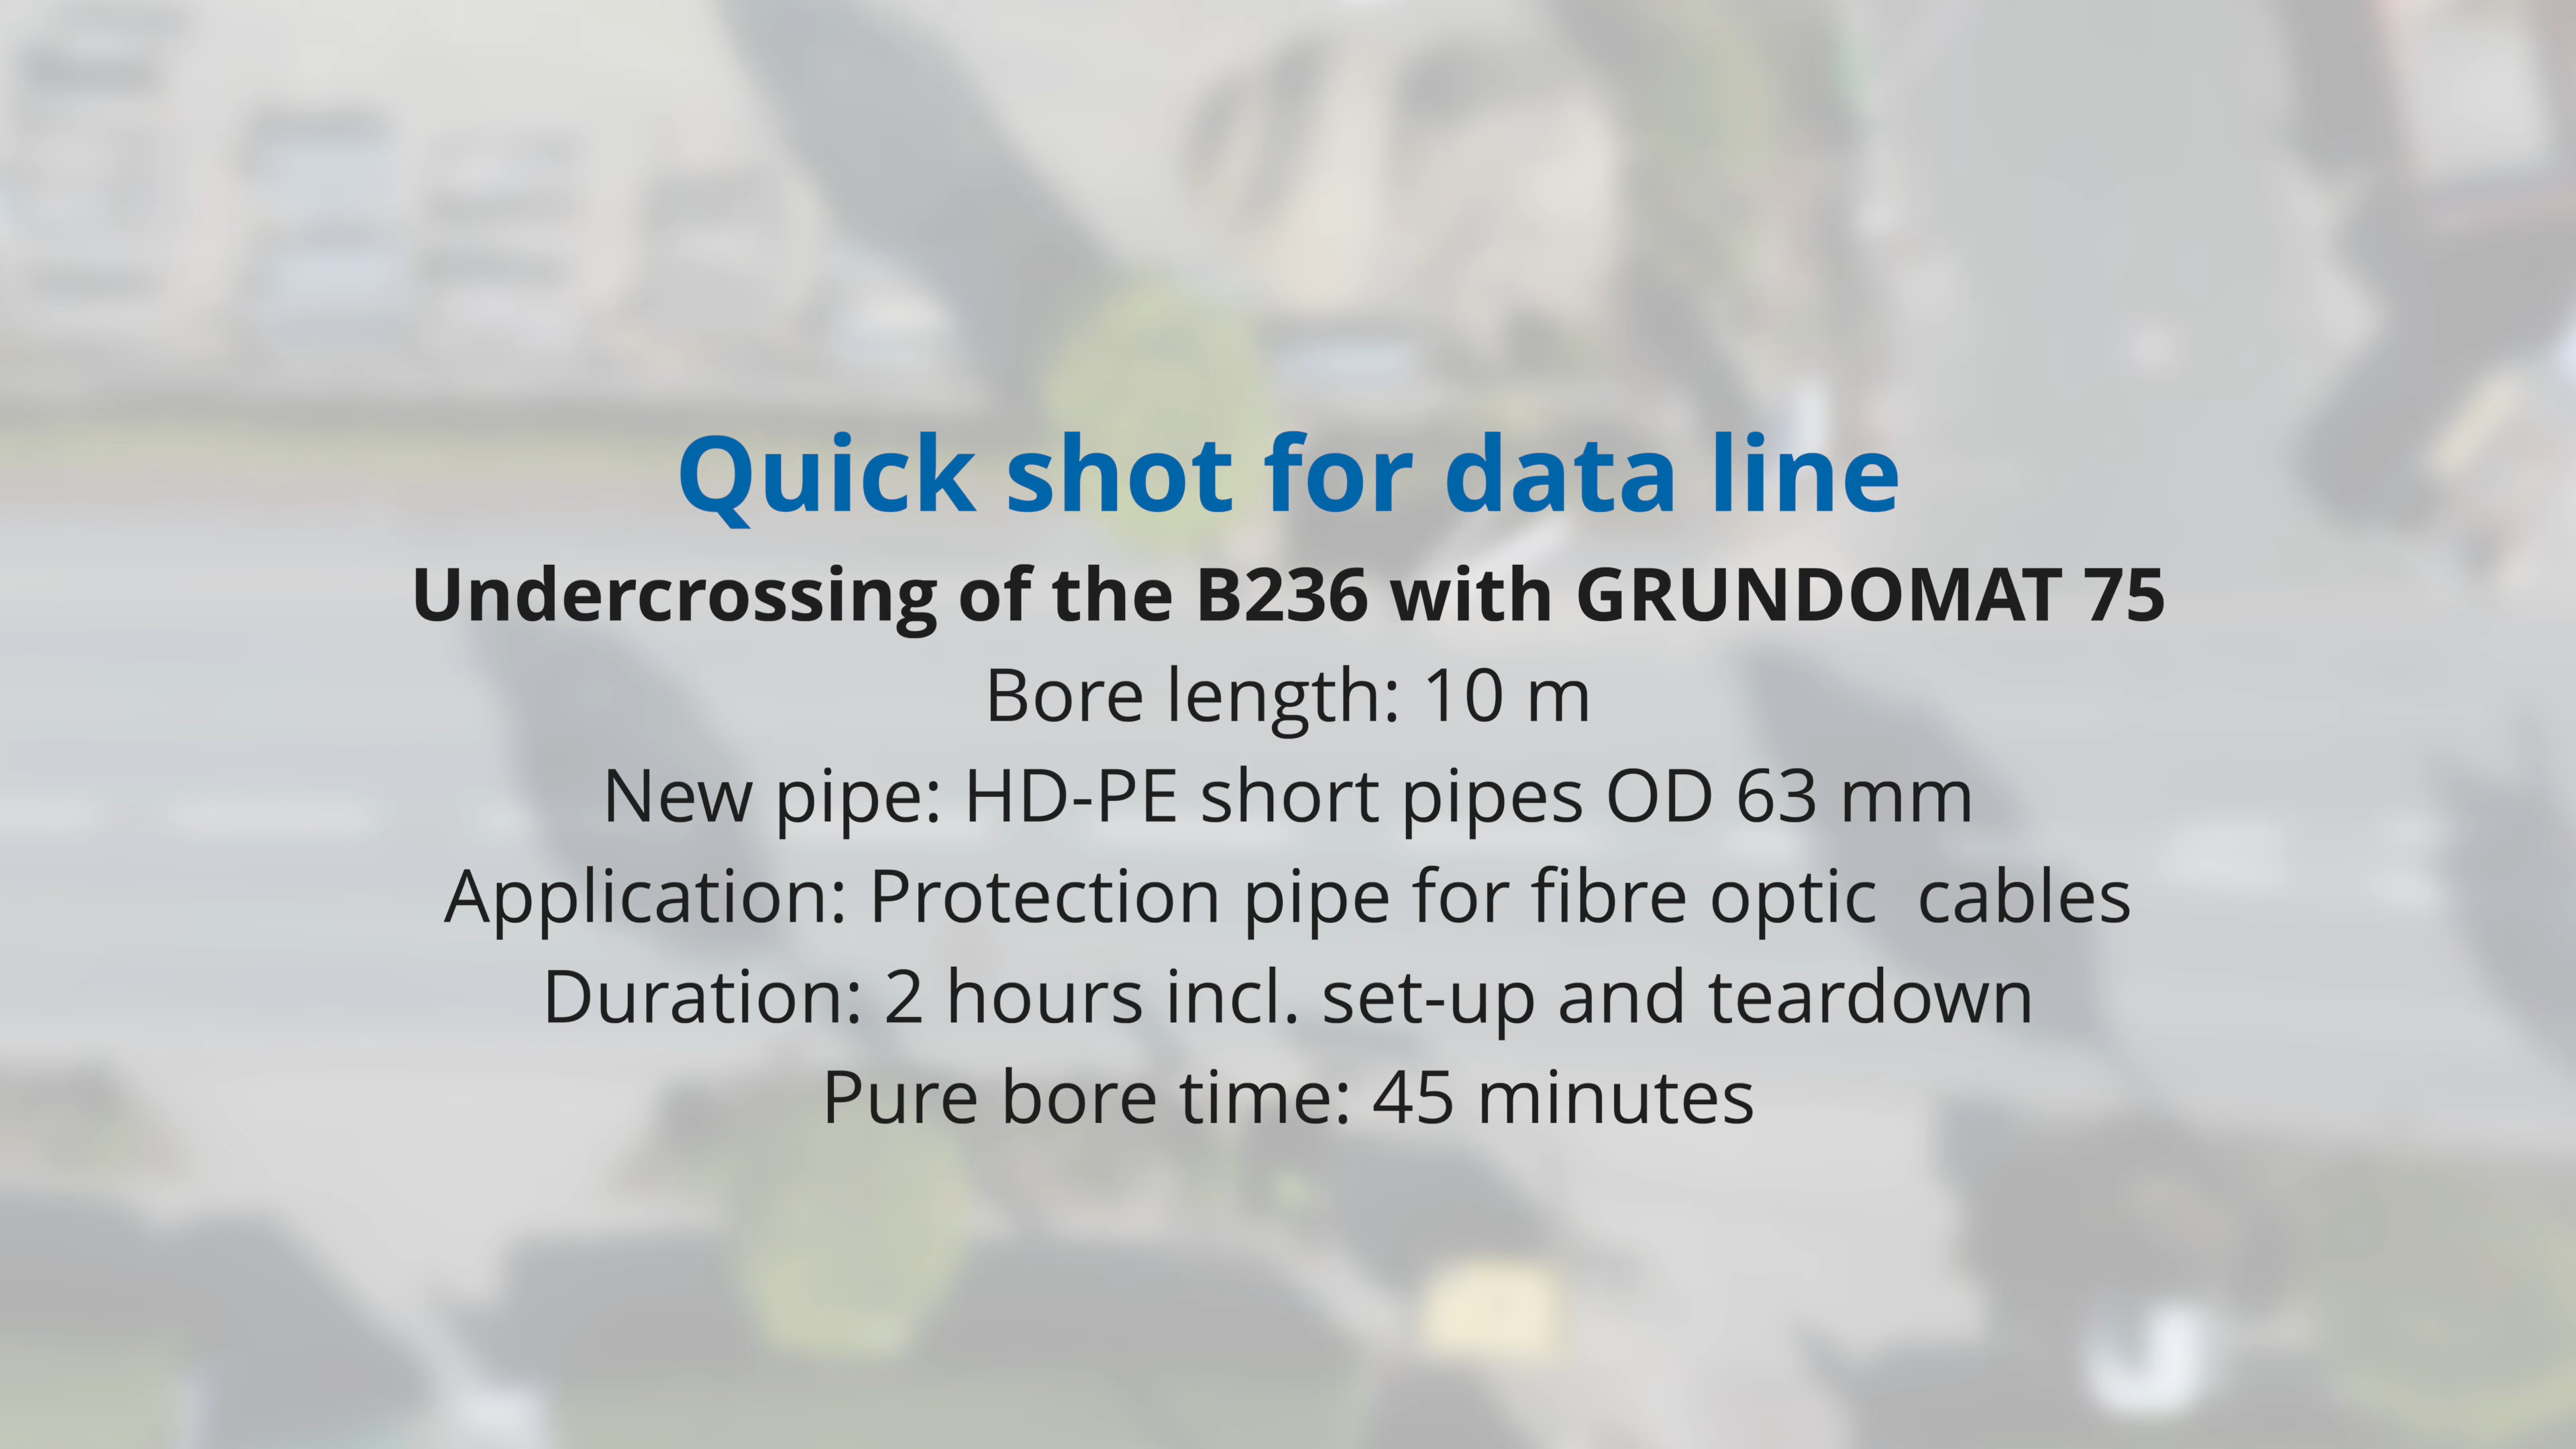 Quick shot for data line
Undercrossing of the B236 with GRUNDOMAT 75
Bore length: 10 m
New pipe: HD-PE short pipes OD 63 mm
Application: Protection pipe for fibre optic  cables
Duration: 2 hours incl. set-up and teardown
Pure bore time: 45 minutes